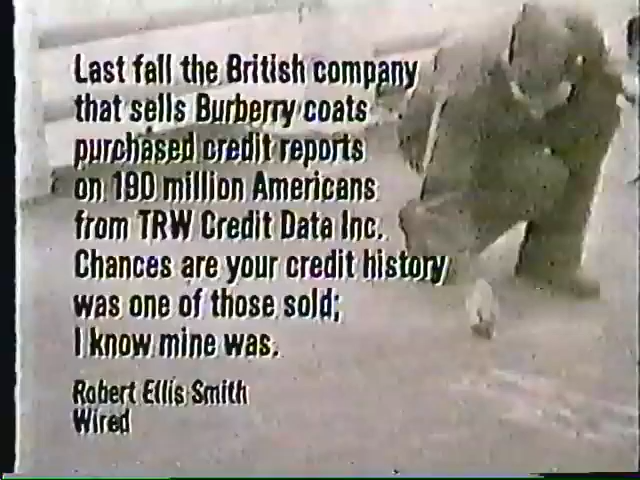 Last fall the British company
that sells Burberry coats
purchased credit reports
on 190 million Americans
from TRW Credit Data Inc.
Chances are your credit history
was one of those sold;
I know mine was.
Robert Ellis Smith
Wired